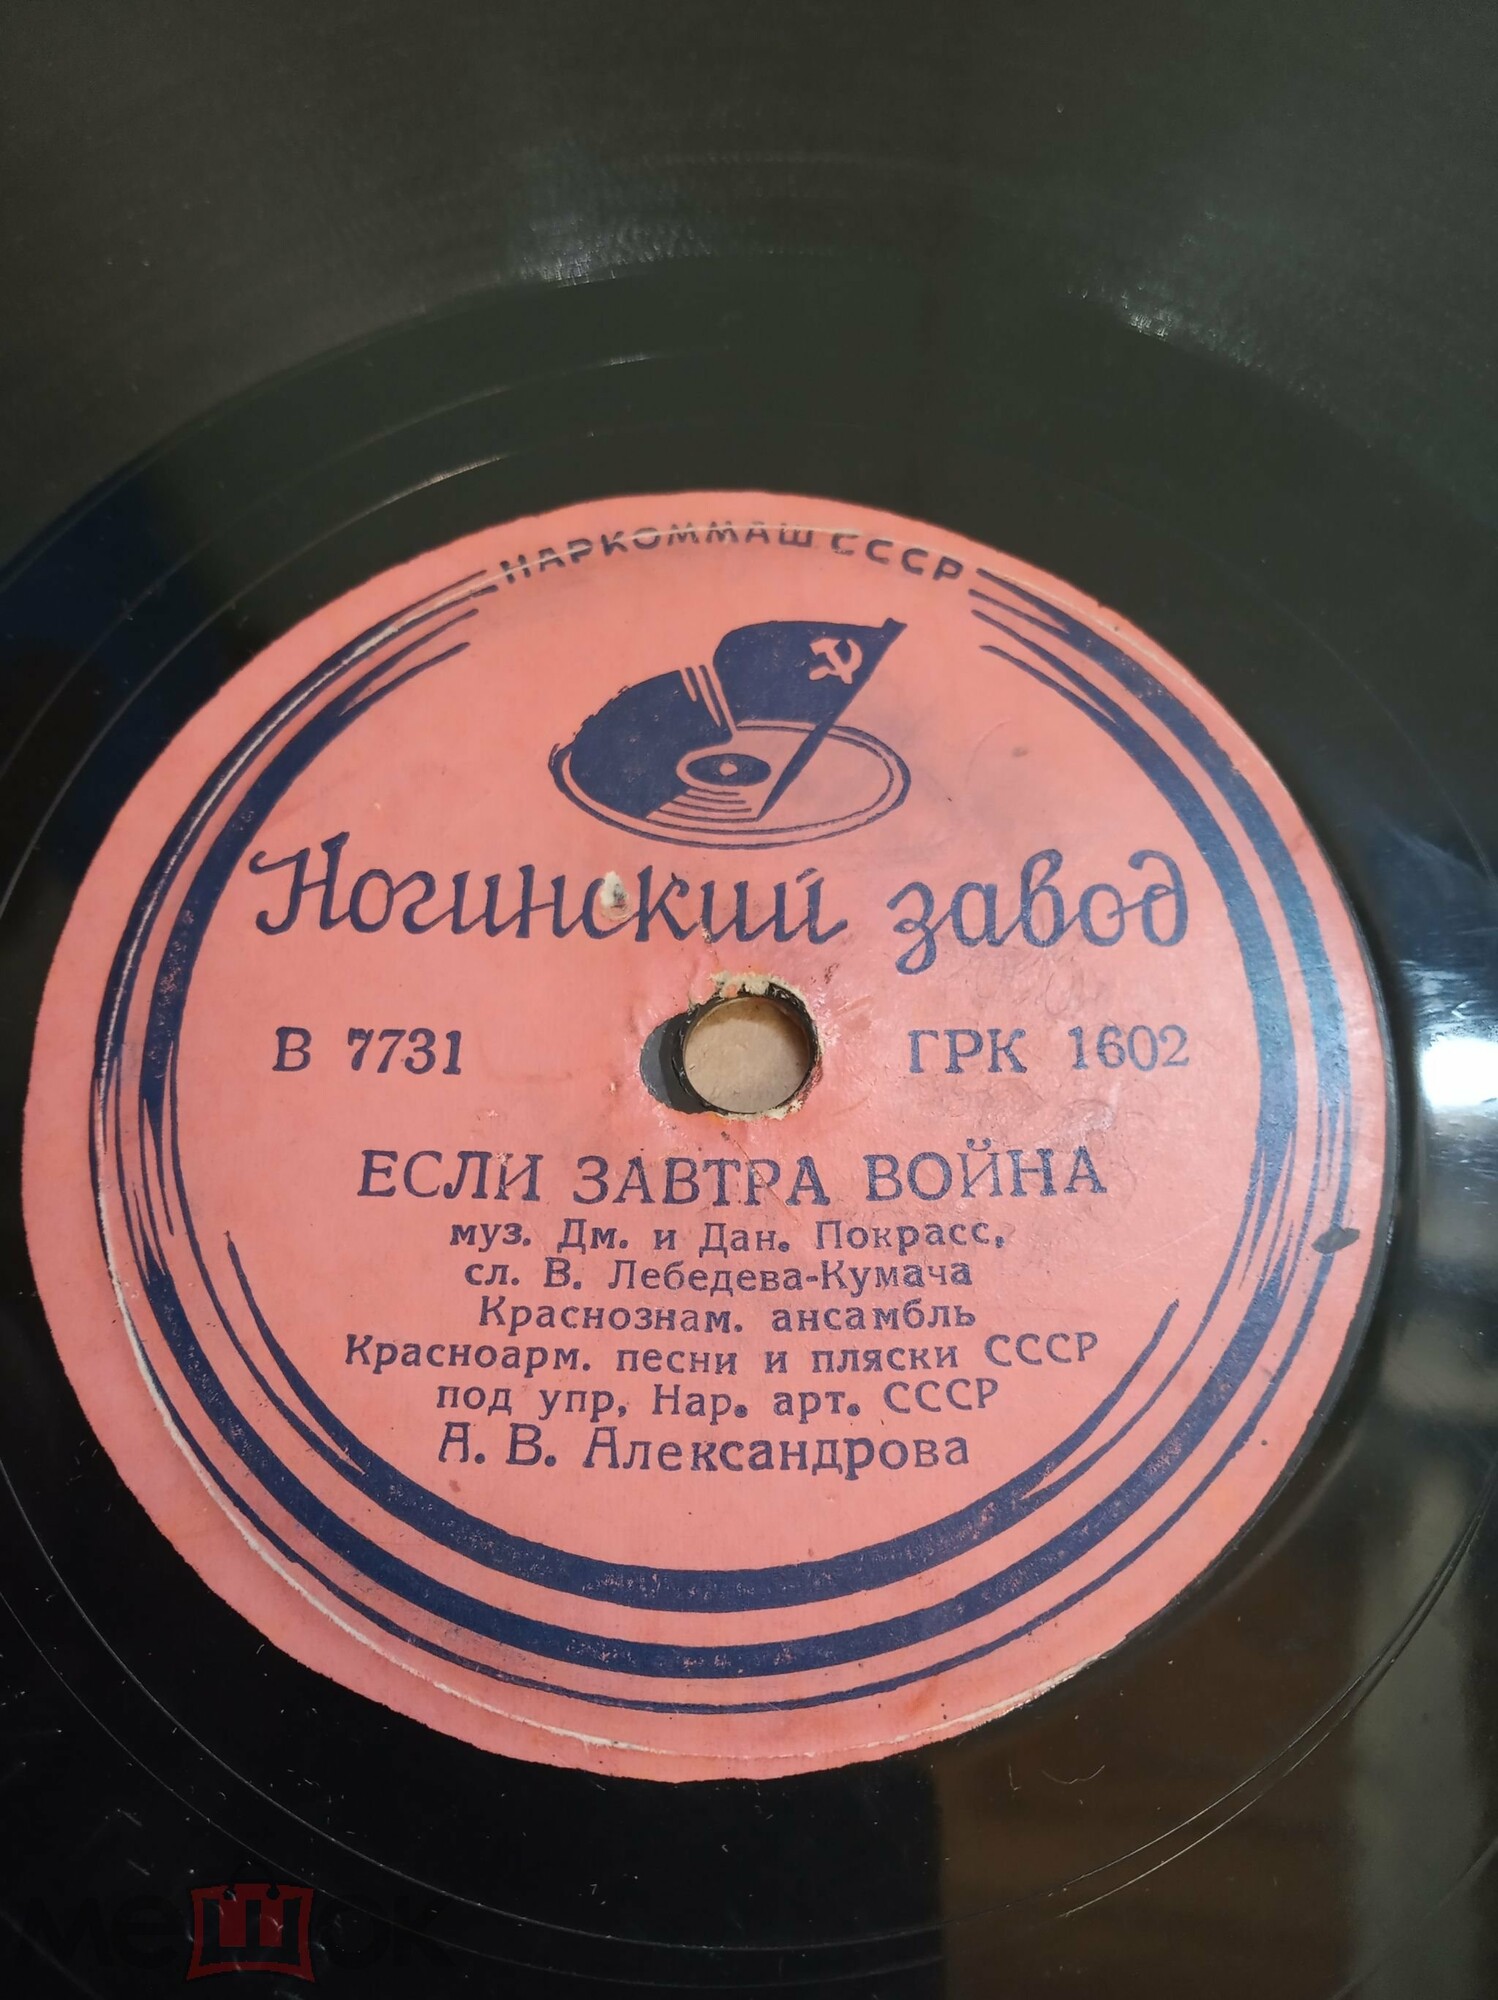 НАРКОММАШ СССР
Ногинский завод
В 7731 ГРК 1602
ЕСЛИ ЗАВТРА ВОЙНА
муз. Дм. и Дан. Покрасс,
сл. В. Лебедева-Кумача
Краснознам. ансамбль
Красноарм. песни и пляски СССР
под упр. Нар. арт. СССР
А. В. Александрова
мешок